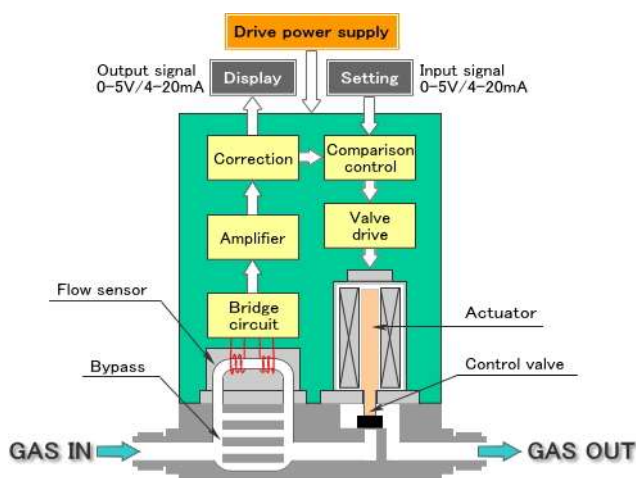 Drive power supply
Output signal
0-5V/4-20mA
Display
Setting
Input signal
0-5V/4-20mA
Correction
Comparison
control
Amplifier
Valve
drive
Flow sensor
Bridge
circuit
Actuator
Bypass
Control valve
GAS IN
GAS OUT